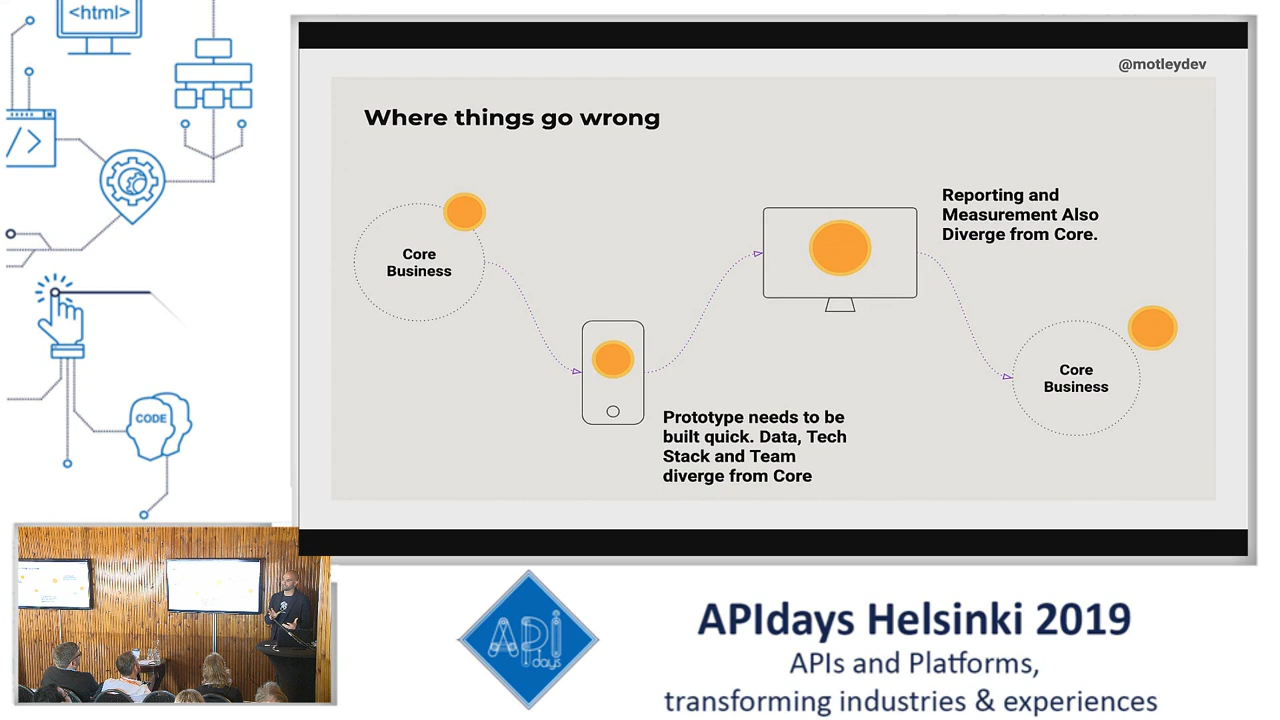 <html>
</>
CODE
@motleydev
Where things go wrong
Core
Business
Prototype needs to be
built quick. Data, Tech
Stack and Team
diverge from Core
Reporting and
Measurement Also
Diverge from Core.
Core
Business
API
days
APIdays Helsinki 2019
APIs and Platforms,
transforming industries & experiences